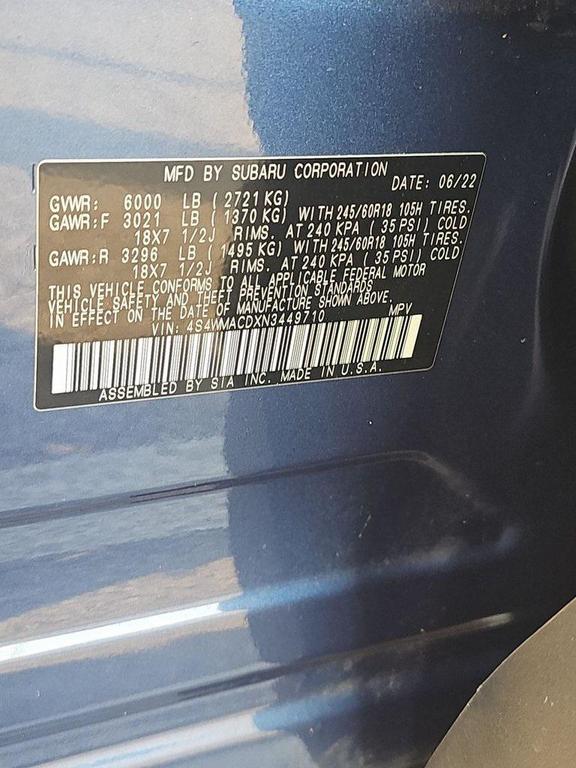 MFD BY SUBARU CORPORATION
DATE: 06/22
GVWR: 6000 LB ( 2721 KG)
GAWR:F 3021 LB ( 1370 KG) WITH 245/60R18 105H TIRES,
18X7 1/2J RIMS, AT 240 KPA ( 35 PSI) COLD
GAWR:R 3296 LB ( 1495 KG) WITH 245/60R18 105H TIRES,
18X7 1/2J RIMS, AT 240 KPA ( 35 PSI) COLD
THIS VEHICLE CONFORMS TO ALL APPLICABLE FEDERAL MOTOR
VEHICLE SAFETY AND THEFT PREVENTION STANDARDS
IN EFFECT ON THE DATE OF MANUFACTURE SHOWN ABOVE.
VIN: 4S4WMACDXN3449710 MPV
ASSEMBLED BY SIA INC. MADE IN U.S.A.